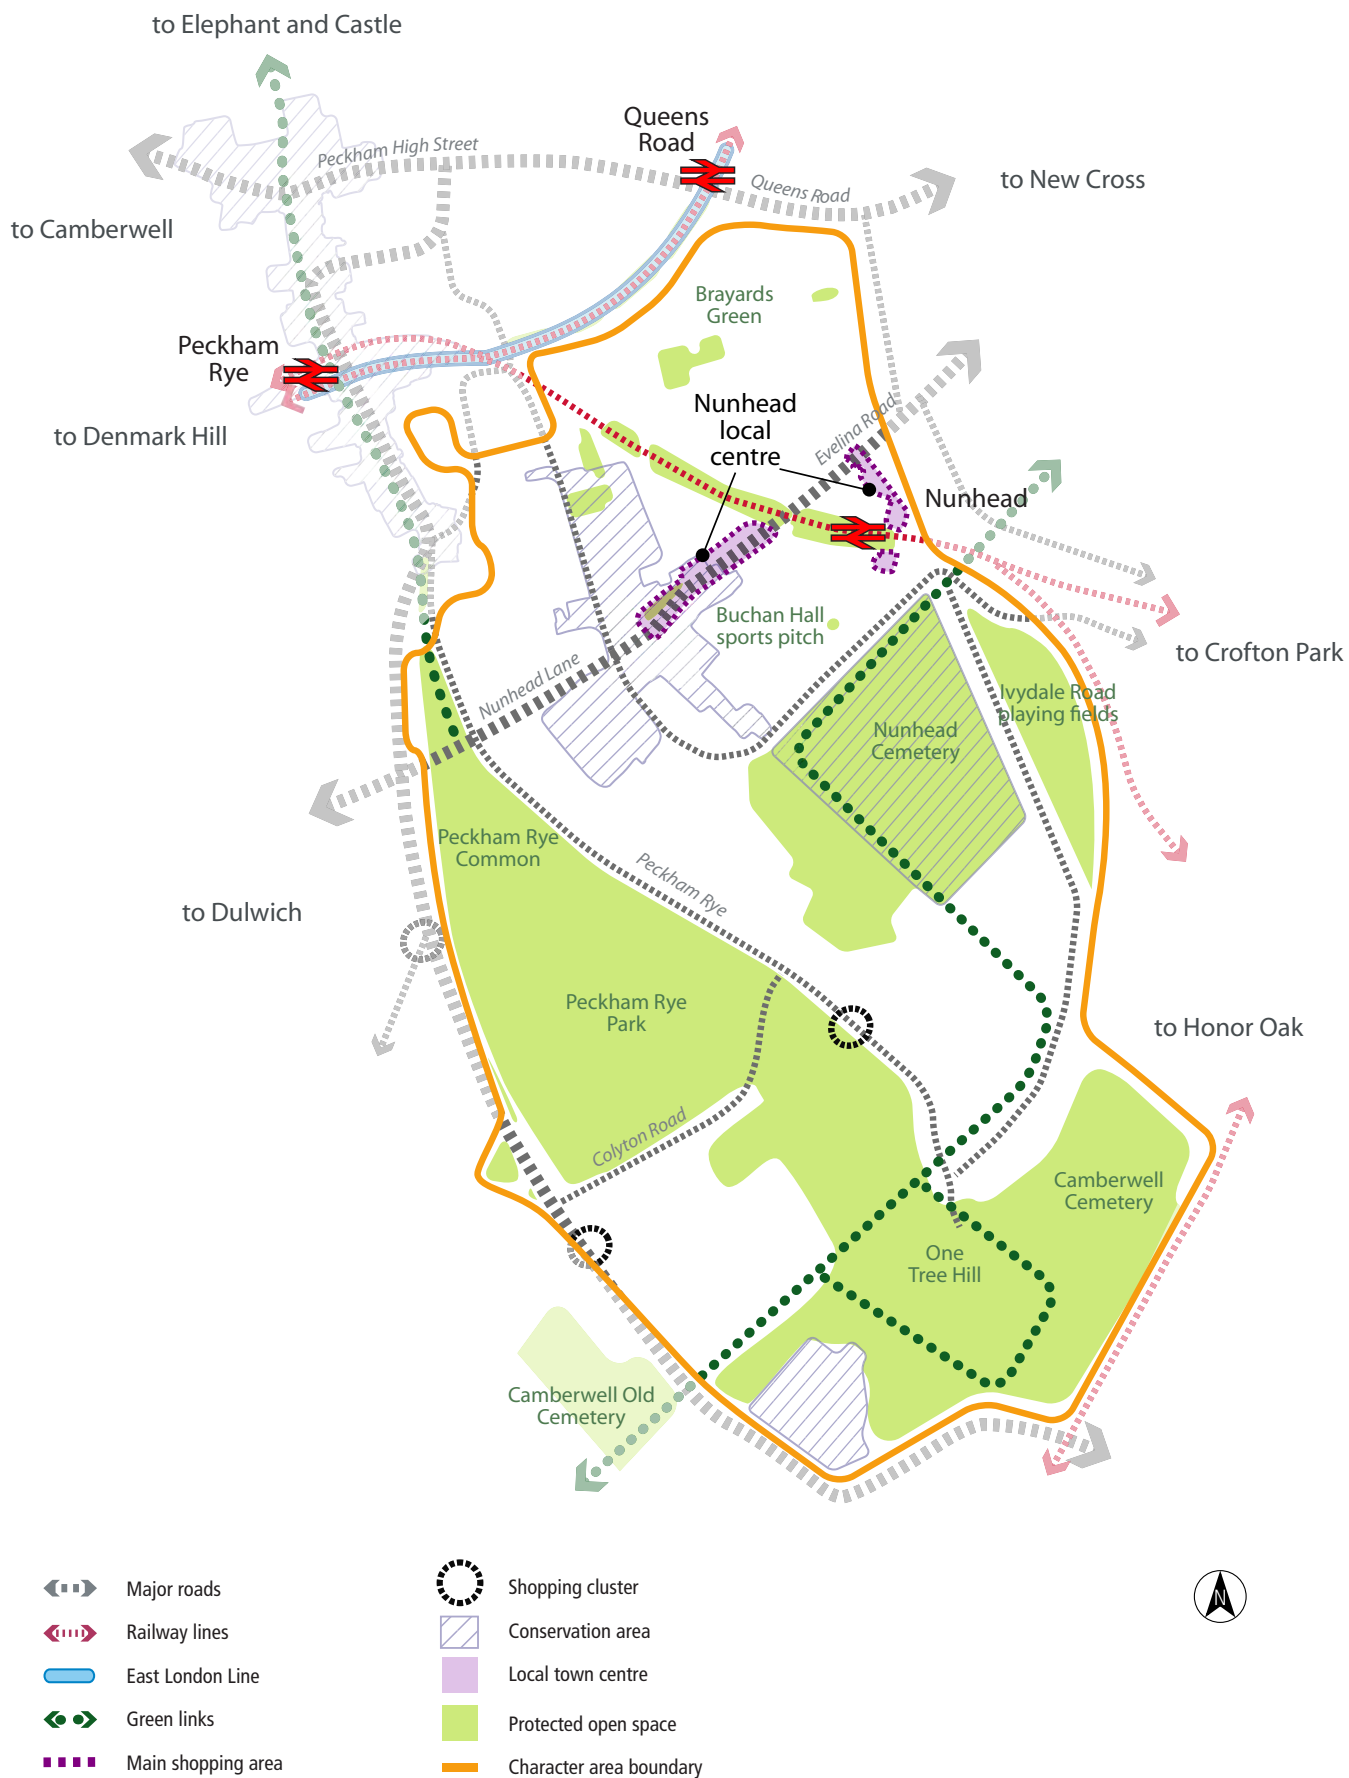 to Elephant and Castle
Queens
Road
Peckham High Street
Queens Road
to New Cross
to Camberwell
Brayards
Green
Peckham
Rye
Nunhead
local
centre
Evelina Road
to Denmark Hill
Nunhead
Buchan Hall
sports pitch
to Crofton Park
Nunhead Lane
Ivydale Road
playing fields
Nunhead
Cemetery
Peckham Rye
Common
Peckham Rye
to Dulwich
Peckham Rye
Park
to Honor Oak
Colyton Road
Camberwell
Cemetery
One
Tree Hill
Camberwell Old
Cemetery
Major roads
Railway lines
East London Line
Green links
Main shopping area
Shopping cluster
Conservation area
Local town centre
Protected open space
Character area boundary
N